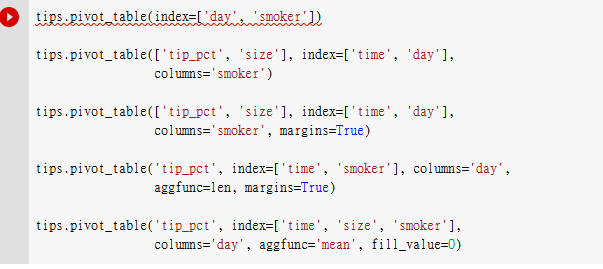 tips.pivot_table(index=['day', 'smoker'])
tips.pivot_table(['tip_pct', 'size'], index=['time', 'day'],
                 columns='smoker')
tips.pivot_table(['tip_pct', 'size'], index=['time', 'day'],
                 columns='smoker', margins=True)
tips.pivot_table('tip_pct', index=['time', 'smoker'], columns='day',
                 aggfunc=len, margins=True)
tips.pivot_table('tip_pct', index=['time', 'size', 'smoker'],
                 columns='day', aggfunc='mean', fill_value=0)